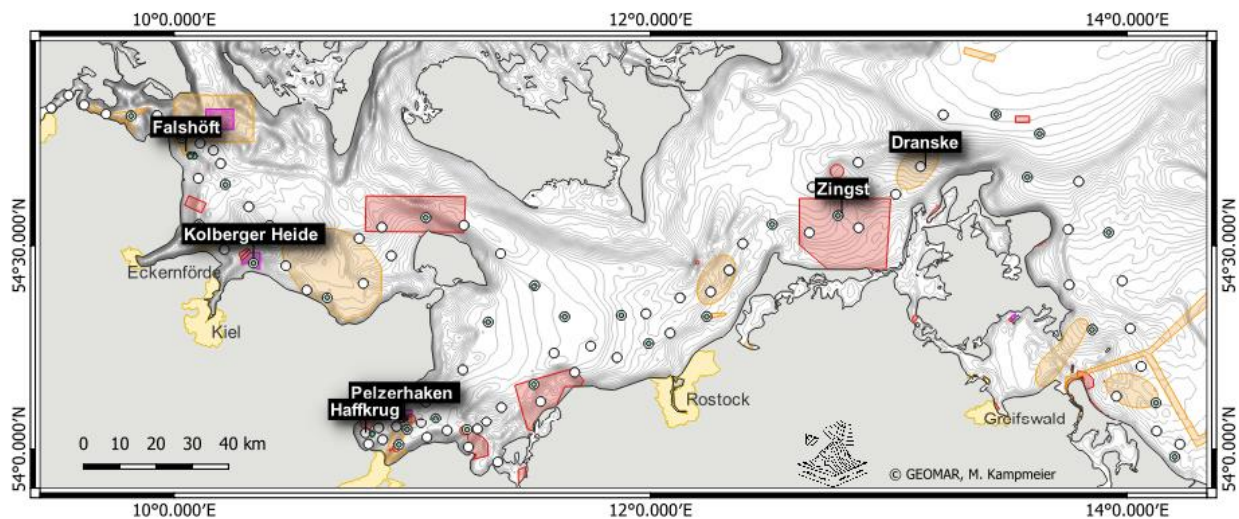 10°0.000'E 12°0.000'E 14°0.000'E
Falshöft
Dranske
Zingst
54°30.000'N 54°30.000'N
Kolberger Heide
Eckernförde
Kiel
Pelzerhaken
Haffkrug
Rostock
Greifswald
0 10 20 30 40 km
© GEOMAR, M. Kampmeier
54°0.000'N 54°0.000'N
10°0.000'E 12°0.000'E 14°0.000'E